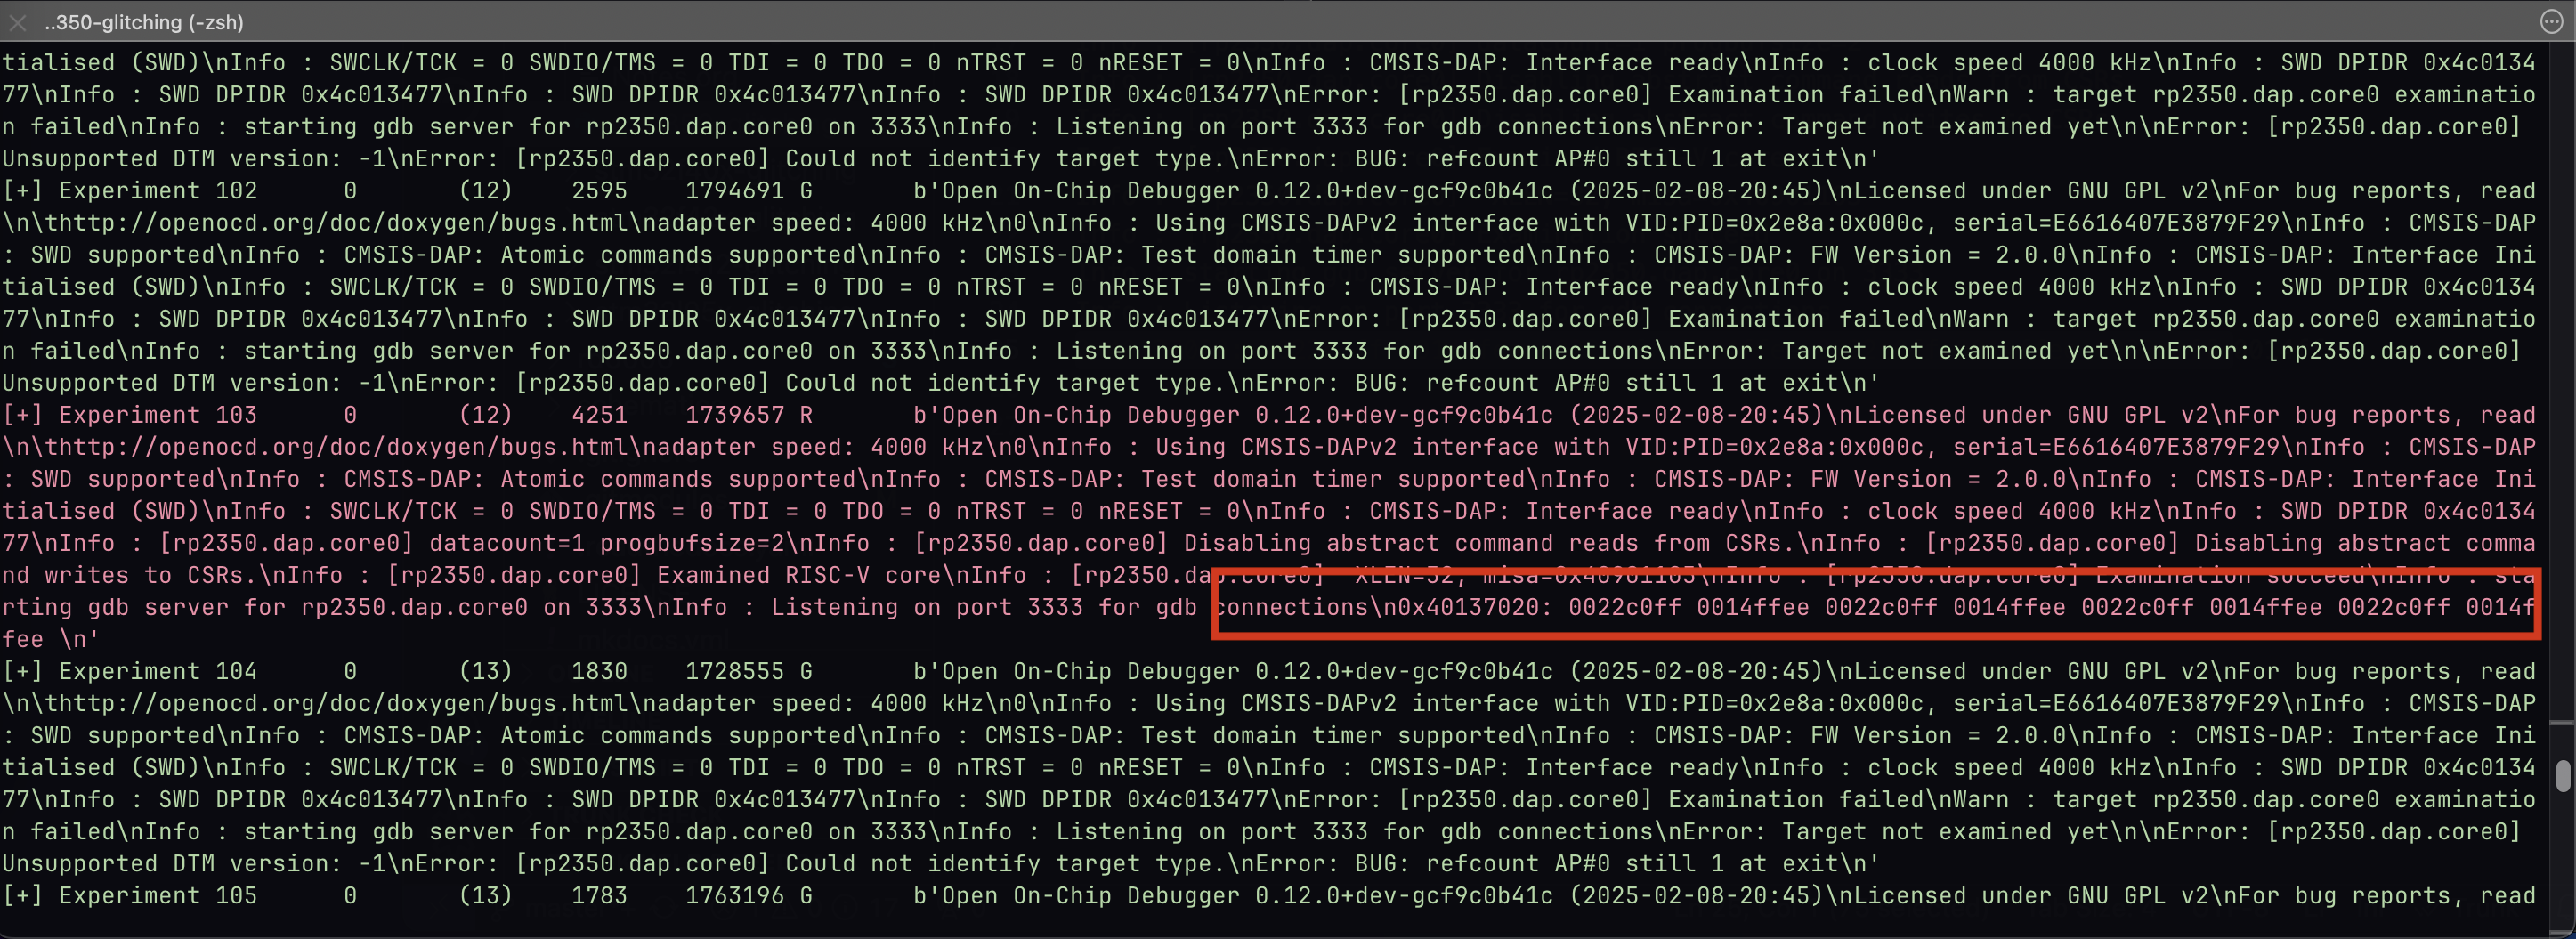 ..350-glitching (-zsh)
tialised (SWD)\nInfo : SWCLK/TCK = 0 SWDIO/TMS = 0 TDI = 0 TDO = 0 nTRST = 0 nRESET = 0\nInfo : CMSIS-DAP: Interface ready\nInfo : clock speed 4000 kHz\nInfo : SWD DPIDR 0x4c0134
77\nInfo : SWD DPIDR 0x4c013477\nInfo : SWD DPIDR 0x4c013477\nInfo : SWD DPIDR 0x4c013477\nError: [rp2350.dap.core0] Examination failed\nWarn : target rp2350.dap.core0 examinatio
n failed\nInfo : starting gdb server for rp2350.dap.core0 on 3333\nInfo : Listening on port 3333 for gdb connections\nError: Target not examined yet\n\nError: [rp2350.dap.core0]
Unsupported DTM version: -1\nError: [rp2350.dap.core0] Could not identify target type.\nError: BUG: refcount AP#0 still 1 at exit\n'
[+] Experiment 102 0 (12) 2595 1794691 G b'Open On-Chip Debugger 0.12.0+dev-gcf9c0b41c (2025-02-08-20:45)\nLicensed under GNU GPL v2\nFor bug reports, read
\n\thttp://openocd.org/doc/doxygen/bugs.html\nadapter speed: 4000 kHz\n0\nInfo : Using CMSIS-DAPv2 interface with VID:PID=0x2e8a:0x000c, serial=E6616407E3879F29\nInfo : CMSIS-DAP
: SWD supported\nInfo : CMSIS-DAP: Atomic commands supported\nInfo : CMSIS-DAP: Test domain timer supported\nInfo : CMSIS-DAP: FW Version = 2.0.0\nInfo : CMSIS-DAP: Interface Ini
tialised (SWD)\nInfo : SWCLK/TCK = 0 SWDIO/TMS = 0 TDI = 0 TDO = 0 nTRST = 0 nRESET = 0\nInfo : CMSIS-DAP: Interface ready\nInfo : clock speed 4000 kHz\nInfo : SWD DPIDR 0x4c0134
77\nInfo : SWD DPIDR 0x4c013477\nInfo : SWD DPIDR 0x4c013477\nInfo : SWD DPIDR 0x4c013477\nError: [rp2350.dap.core0] Examination failed\nWarn : target rp2350.dap.core0 examinatio
n failed\nInfo : starting gdb server for rp2350.dap.core0 on 3333\nInfo : Listening on port 3333 for gdb connections\nError: Target not examined yet\n\nError: [rp2350.dap.core0]
Unsupported DTM version: -1\nError: [rp2350.dap.core0] Could not identify target type.\nError: BUG: refcount AP#0 still 1 at exit\n'
[+] Experiment 103 0 (12) 4251 1739657 R b'Open On-Chip Debugger 0.12.0+dev-gcf9c0b41c (2025-02-08-20:45)\nLicensed under GNU GPL v2\nFor bug reports, read
\n\thttp://openocd.org/doc/doxygen/bugs.html\nadapter speed: 4000 kHz\n0\nInfo : Using CMSIS-DAPv2 interface with VID:PID=0x2e8a:0x000c, serial=E6616407E3879F29\nInfo : CMSIS-DAP
: SWD supported\nInfo : CMSIS-DAP: Atomic commands supported\nInfo : CMSIS-DAP: Test domain timer supported\nInfo : CMSIS-DAP: FW Version = 2.0.0\nInfo : CMSIS-DAP: Interface Ini
tialised (SWD)\nInfo : SWCLK/TCK = 0 SWDIO/TMS = 0 TDI = 0 TDO = 0 nTRST = 0 nRESET = 0\nInfo : CMSIS-DAP: Interface ready\nInfo : clock speed 4000 kHz\nInfo : SWD DPIDR 0x4c0134
77\nInfo : [rp2350.dap.core0] datacount=1 progbufsize=2\nInfo : [rp2350.dap.core0] Disabling abstract command reads from CSRs.\nInfo : [rp2350.dap.core0] Disabling abstract comma
nd writes to CSRs.\nInfo : [rp2350.dap.core0] Examined RISC-V core\nInfo : [rp2350.dap.core0] XLEN=32, misa=0x40901105\nInfo : [rp2350.dap.core0] Examination succeed\nInfo : sta
rting gdb server for rp2350.dap.core0 on 3333\nInfo : Listening on port 3333 for gdb connections\n0x40137020: 0022c0ff 0014ffee 0022c0ff 0014ffee 0022c0ff 0014ffee 0022c0ff 0014f
fee \n'
[+] Experiment 104 0 (13) 1830 1728555 G b'Open On-Chip Debugger 0.12.0+dev-gcf9c0b41c (2025-02-08-20:45)\nLicensed under GNU GPL v2\nFor bug reports, read
\n\thttp://openocd.org/doc/doxygen/bugs.html\nadapter speed: 4000 kHz\n0\nInfo : Using CMSIS-DAPv2 interface with VID:PID=0x2e8a:0x000c, serial=E6616407E3879F29\nInfo : CMSIS-DAP
: SWD supported\nInfo : CMSIS-DAP: Atomic commands supported\nInfo : CMSIS-DAP: Test domain timer supported\nInfo : CMSIS-DAP: FW Version = 2.0.0\nInfo : CMSIS-DAP: Interface Ini
tialised (SWD)\nInfo : SWCLK/TCK = 0 SWDIO/TMS = 0 TDI = 0 TDO = 0 nTRST = 0 nRESET = 0\nInfo : CMSIS-DAP: Interface ready\nInfo : clock speed 4000 kHz\nInfo : SWD DPIDR 0x4c0134
77\nInfo : SWD DPIDR 0x4c013477\nInfo : SWD DPIDR 0x4c013477\nInfo : SWD DPIDR 0x4c013477\nError: [rp2350.dap.core0] Examination failed\nWarn : target rp2350.dap.core0 examinatio
n failed\nInfo : starting gdb server for rp2350.dap.core0 on 3333\nInfo : Listening on port 3333 for gdb connections\nError: Target not examined yet\n\nError: [rp2350.dap.core0]
Unsupported DTM version: -1\nError: [rp2350.dap.core0] Could not identify target type.\nError: BUG: refcount AP#0 still 1 at exit\n'
[+] Experiment 105 0 (13) 1783 1763196 G b'Open On-Chip Debugger 0.12.0+dev-gcf9c0b41c (2025-02-08-20:45)\nLicensed under GNU GPL v2\nFor bug reports, read